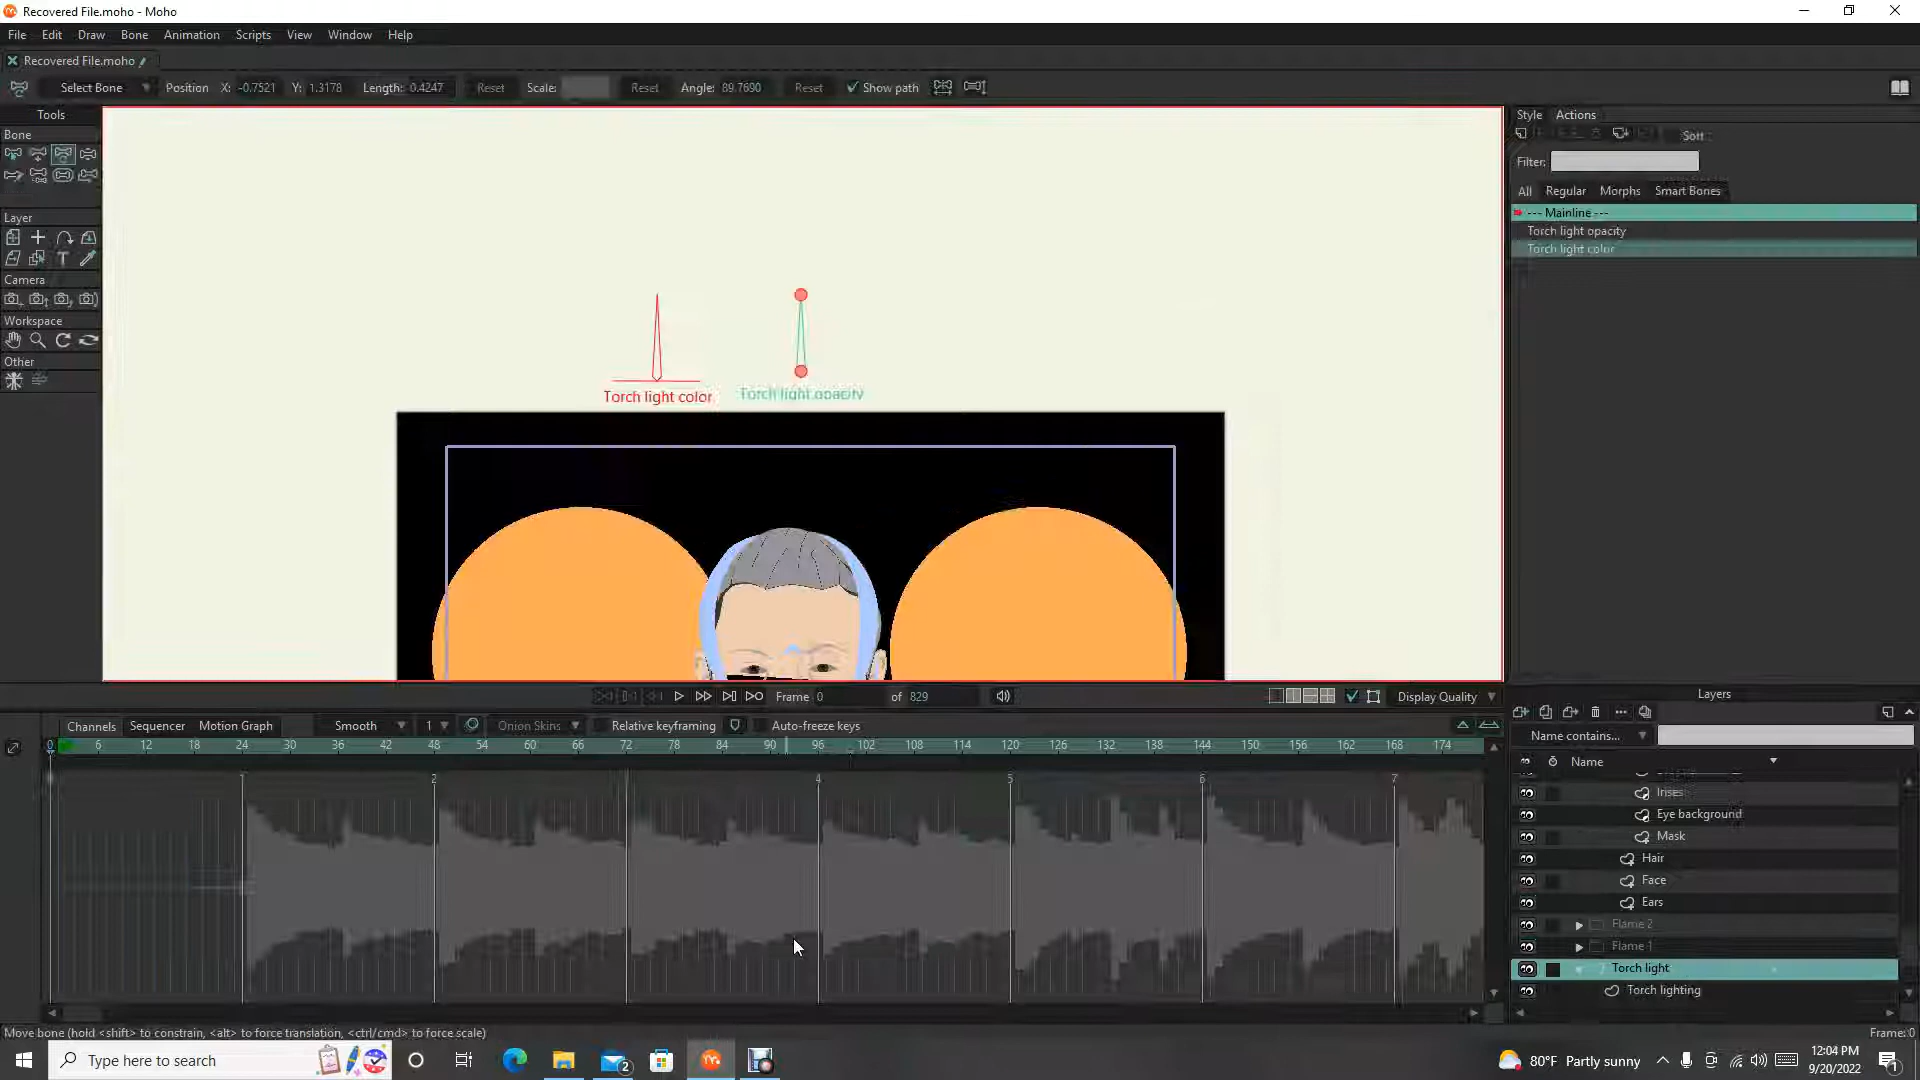 Recovered File.moho - Moho
File Edit Draw Bone Animation Scripts View Window Help
Recovered File.moho
Select Bone Position X: -0.7521 Y: 1.3178 Length: 0.4247 Reset Scale: Reset Angle: 89.7690 Reset Show path
Tools
Bone
Layer
Camera
Workspace
Other
Torch light color Torch light opacity
Style Actions
Sort
Filter:
All Regular Morphs Smart Bones
--- Mainline ---
Torch light opacity
Torch light color
Frame 0 of 829 Display Quality
Channels Sequencer Motion Graph Smooth 1 Onion Skins Relative keyframing Auto-freeze keys
0 6 12 18 24 30 36 42 48 54 60 66 72 78 84 90 96 102 108 114 120 126 132 138 144 150 156 162 168 174
1 2 4 5 6 7
Layers
Name contains...
Name
Irises
Eye background
Mask
Hair
Face
Ears
Flame 2
Flame 1
Torch light
Torch lighting
Move bone (hold <shift> to constrain, <alt> to force translation, <ctrl/cmd> to force scale)
Frame: 0
Type here to search
2
80°F Partly sunny
12:04 PM
9/20/2022
1